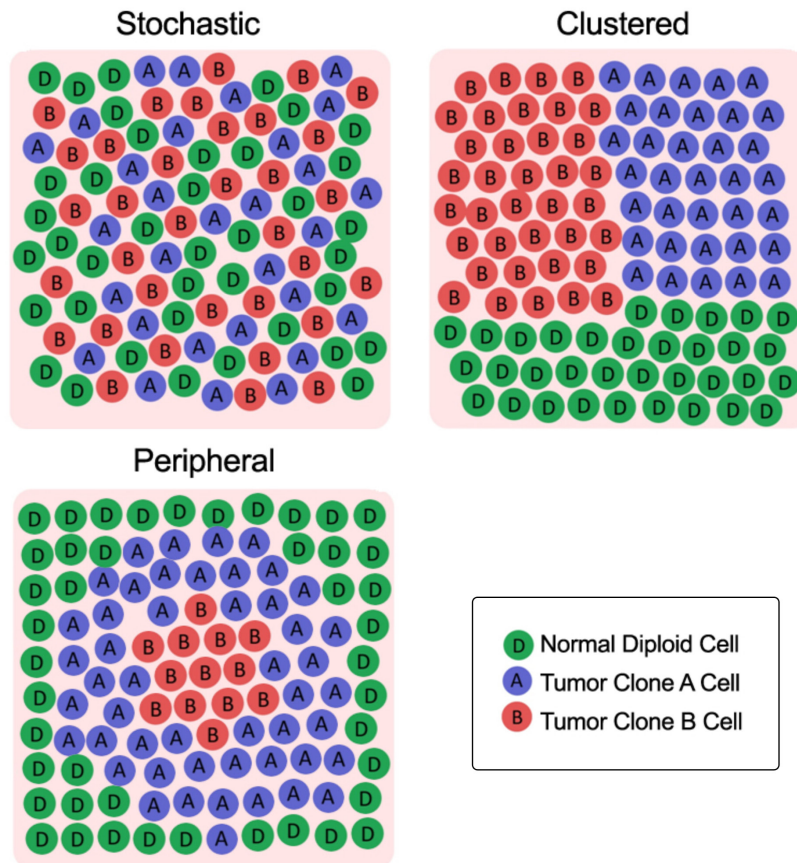 Stochastic
D D D A A B D B A
B A D B B A B D A B
A B B D A B D A B D
D D A B D B B A D
D B B A D A A D B A
D D A D B D B A D
D B A D D A B D
B A B D B A D B
D D B A D B A D B A
B A D B A D B A D D
D D B A D A B A B D
Clustered
B B B B A A A A A
B B B B B A A A A A
B B B B A A A A A
B B B B B A A A A A
B B B B B A A A A A
B B B B B A A A A A
B B B B A A A A A
B B B B B D D D D D
D D D D D D D D D D
D D D D D D D D D D
D D D D D D D D D
Peripheral
D D D D D D D D D D
D D D A A A A D D D
D D A A A A A A A D D
D A A A B A A A A D
D A A B B B B A A D
D A A B B B A A D
A A B B B B
D A A A A B A A A D
D D A A A A A A A D
D D D A A A A A A D
D D D D D A D D D D
D Normal Diploid Cell
A Tumor Clone A Cell
B Tumor Clone B Cell